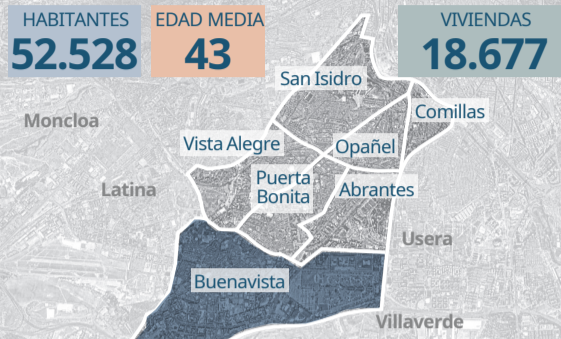 HABITANTES
52.528
EDAD MEDIA
43
VIVIENDAS
18.677
San Isidro
Comillas
Moncloa
Vista Alegre
Opañel
Puerta
Bonita
Latina
Abrantes
Usera
Buenavista
Villaverde